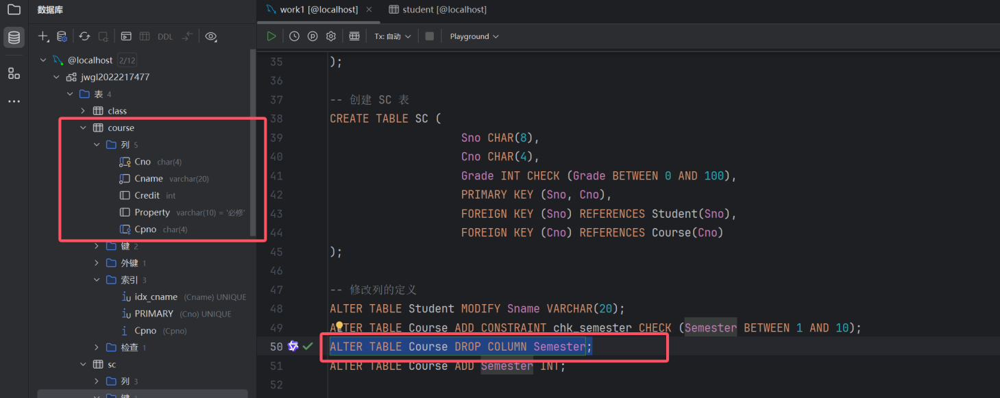 数据库
work1 [@localhost]
student [@localhost]
DDL
Tx: 自动
Playground
@localhost 2/12
jwgl2022217477
表 4
class
course
列 5
Cno char(4)
Cname varchar(20)
Credit int
Property varchar(10) = '必修'
Cpno char(4)
键 2
外键 1
索引 3
idx_cname (Cname) UNIQUE
PRIMARY (Cno) UNIQUE
Cpno (Cpno)
检查 1
sc
列 3
35 );
36
37 -- 创建 SC 表
38 CREATE TABLE SC (
39 Sno CHAR(8),
40 Cno CHAR(4),
41 Grade INT CHECK (Grade BETWEEN 0 AND 100),
42 PRIMARY KEY (Sno, Cno),
43 FOREIGN KEY (Sno) REFERENCES Student(Sno),
44 FOREIGN KEY (Cno) REFERENCES Course(Cno)
45 );
46
47 -- 修改列的定义
48 ALTER TABLE Student MODIFY Sname VARCHAR(20);
49 ALTER TABLE Course ADD CONSTRAINT chk_semester CHECK (Semester BETWEEN 1 AND 10);
50 ALTER TABLE Course DROP COLUMN Semester;
51 ALTER TABLE Course ADD Semester INT;
52